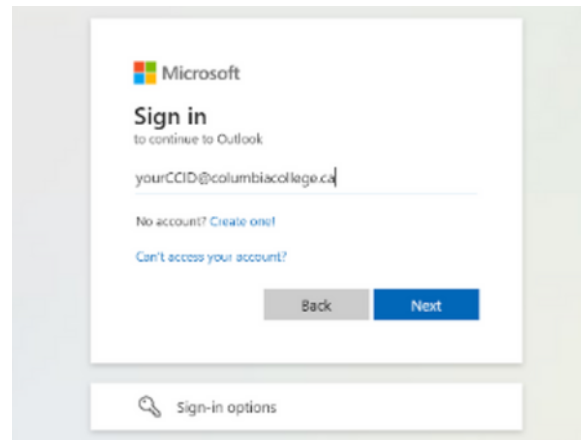 Microsoft
Sign in
to continue to Outlook
yourCCID@columbiacollege.ca
No account? Create one!
Can't access your account?
Back Next
Sign-in options